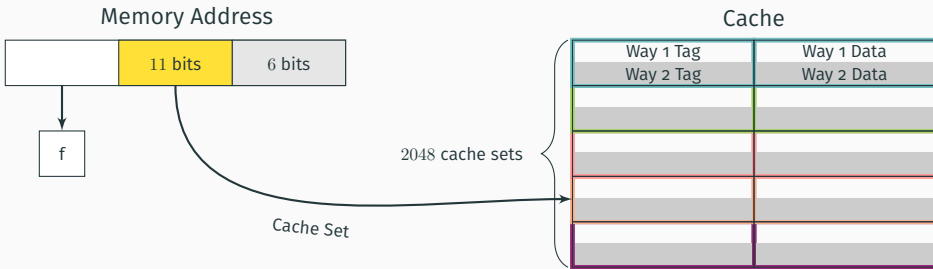 Memory Address
11 bits
6 bits
f
Cache Set
2048 cache sets
Cache
Way 1 Tag
Way 1 Data
Way 2 Tag
Way 2 Data